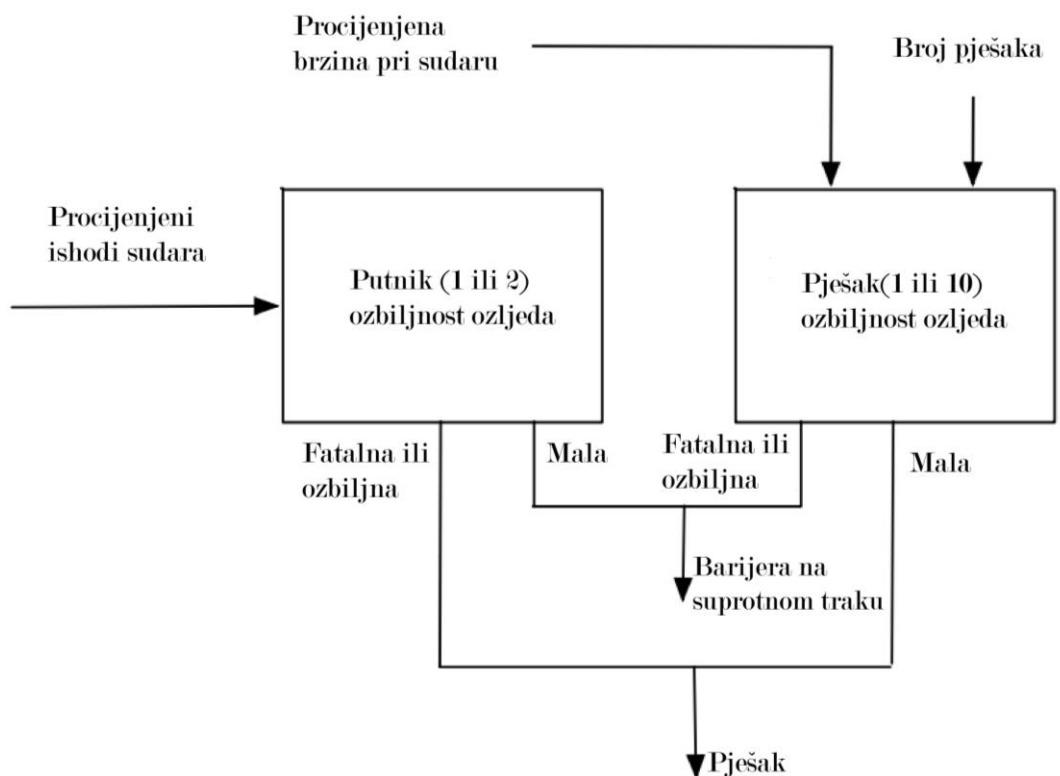 Procijenjena
brzina pri sudaru
Broj pješaka
Procijenjeni
ishodi sudara
Putnik (1 ili 2)
ozbiljnost ozljeda
Pješak(1 ili 10)
ozbiljnost ozljeda
Fatalna ili
ozbiljna
Mala
Fatalna ili
ozbiljna
Mala
Barijera na
suprotnom traku
Pješak